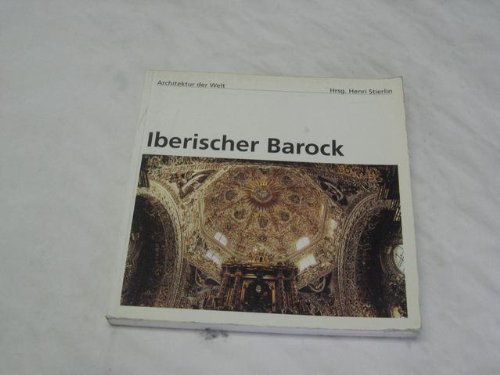 Architektur der Welt
Hrsg. Henri Stierlin
Iberischer Barock